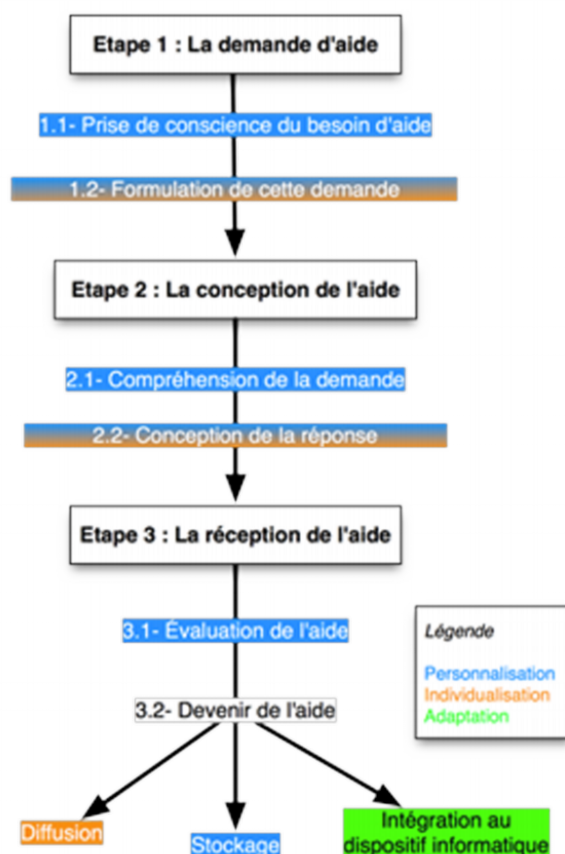 Etape 1 : La demande d'aide
1.1- Prise de conscience du besoin d'aide
1.2- Formulation de cette demande
Etape 2 : La conception de l'aide
2.1- Compréhension de la demande
2.2- Conception de la réponse
Etape 3 : La réception de l'aide
3.1- Évaluation de l'aide
3.2- Devenir de l'aide
Légende
Personnalisation
Individualisation
Adaptation
Diffusion
Stockage
Intégration au
dispositif informatique